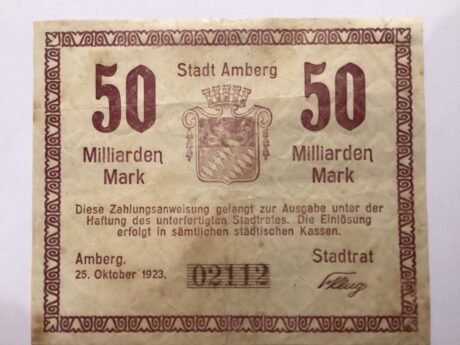 50 Stadt Amberg 50
Milliarden Milliarden
Mark Mark
Diese Zahlungsanweisung gelangt zur Ausgabe unter der
Haftung des unterfertigten Stadtrates. Die Einlösung
erfolgt in sämtlichen städtischen Kassen.
Amberg, Stadtrat
25. Oktober 1923. 02112